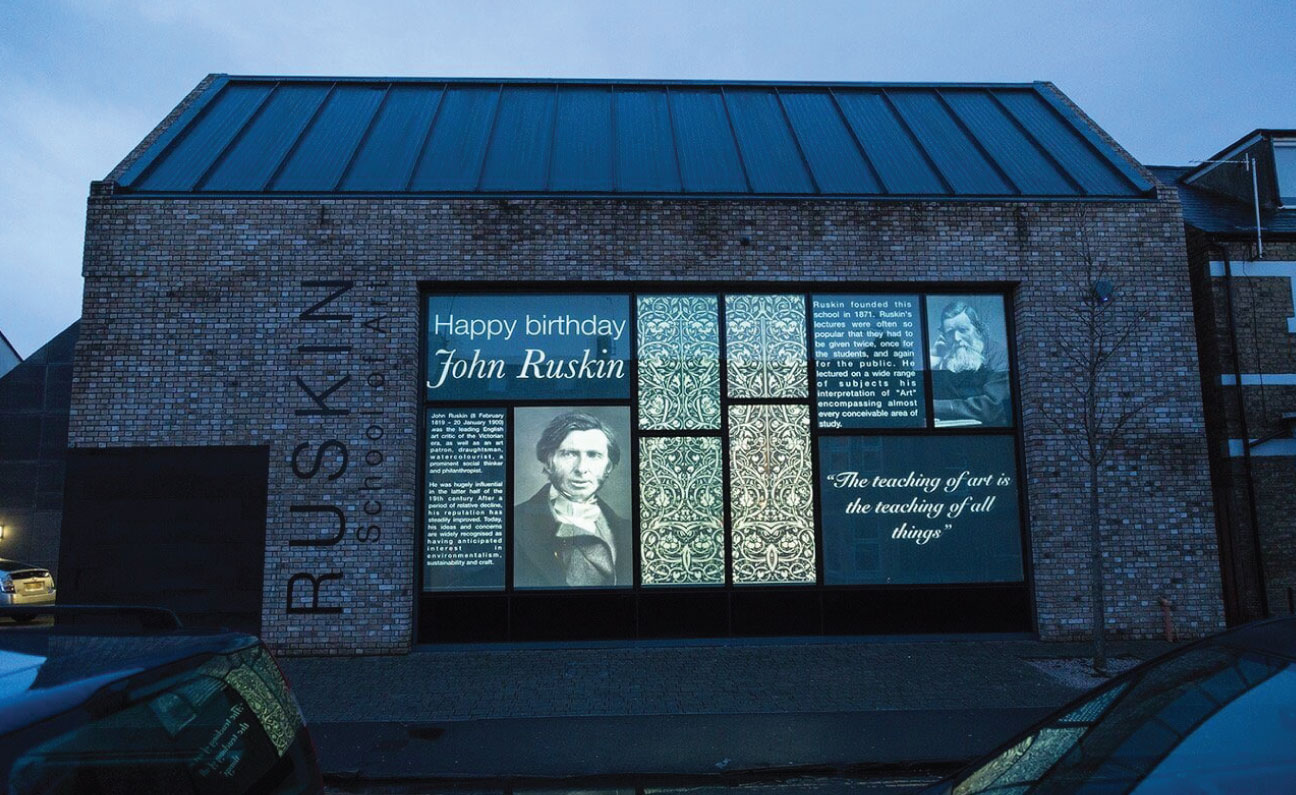 RUSKIN
School of Art
Happy birthday
John Ruskin
John Ruskin (8 February
1819 - 20 January 1900)
was the leading English
art critic of the Victorian
era, as well as an art
patron, draughtsman,
watercolourist, a
prominent social thinker
and philanthropist.
He was hugely influential
in the latter half of the
19th century After a
period of relative decline,
his reputation has
steadily improved. Today,
his ideas and concerns
are widely recognised as
having anticipated
interest in
environmentalism,
sustainability and craft.
Ruskin founded this
school in 1871. Ruskin's
lectures were often so
popular that they had to
be given twice, once for
the students, and again
for the public. He
lectured on a wide range
of subjects his
interpretation of "Art"
encompassing almost
every conceivable area of
study.
“The teaching of art is
the teaching of all
things”